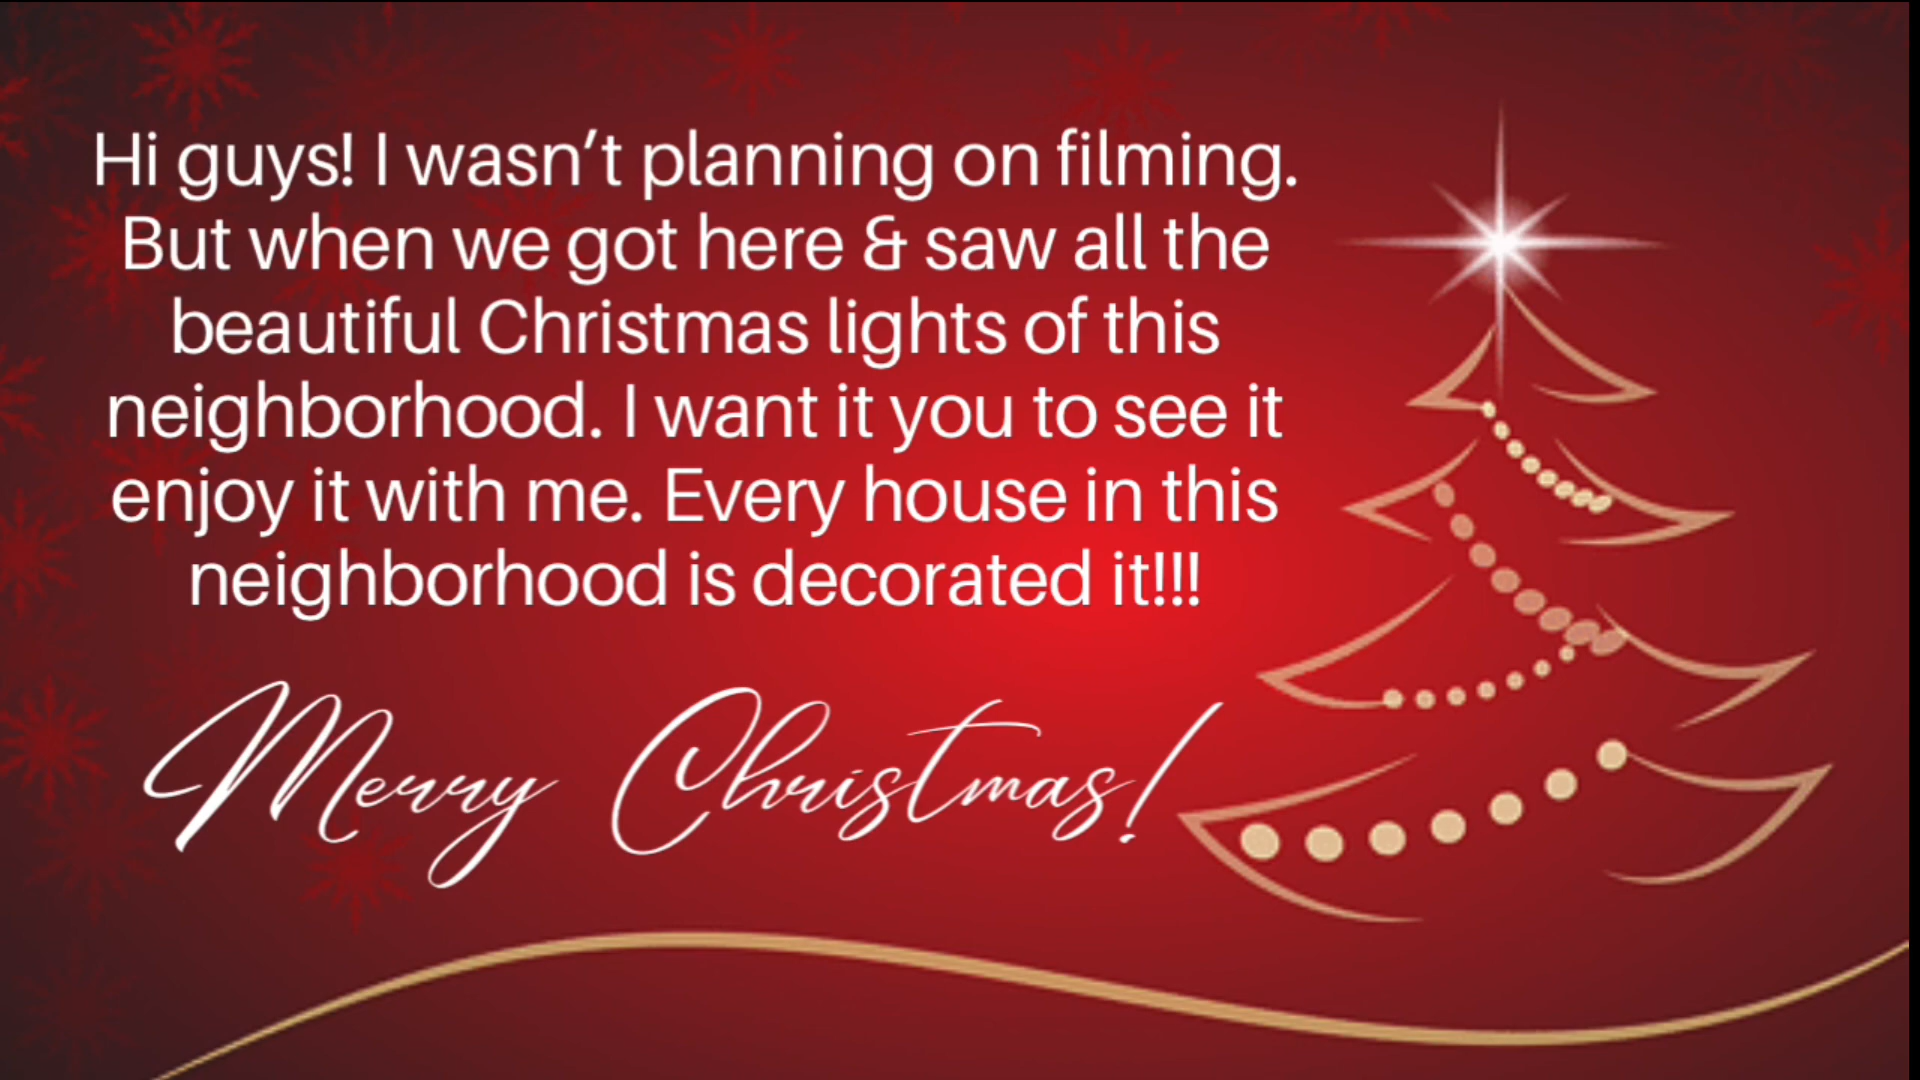 Hi guys! I wasn’t planning on filming.
But when we got here & saw all the
beautiful Christmas lights of this
neighborhood. I want it you to see it
enjoy it with me. Every house in this
neighborhood is decorated it!!!
Merry Christmas!